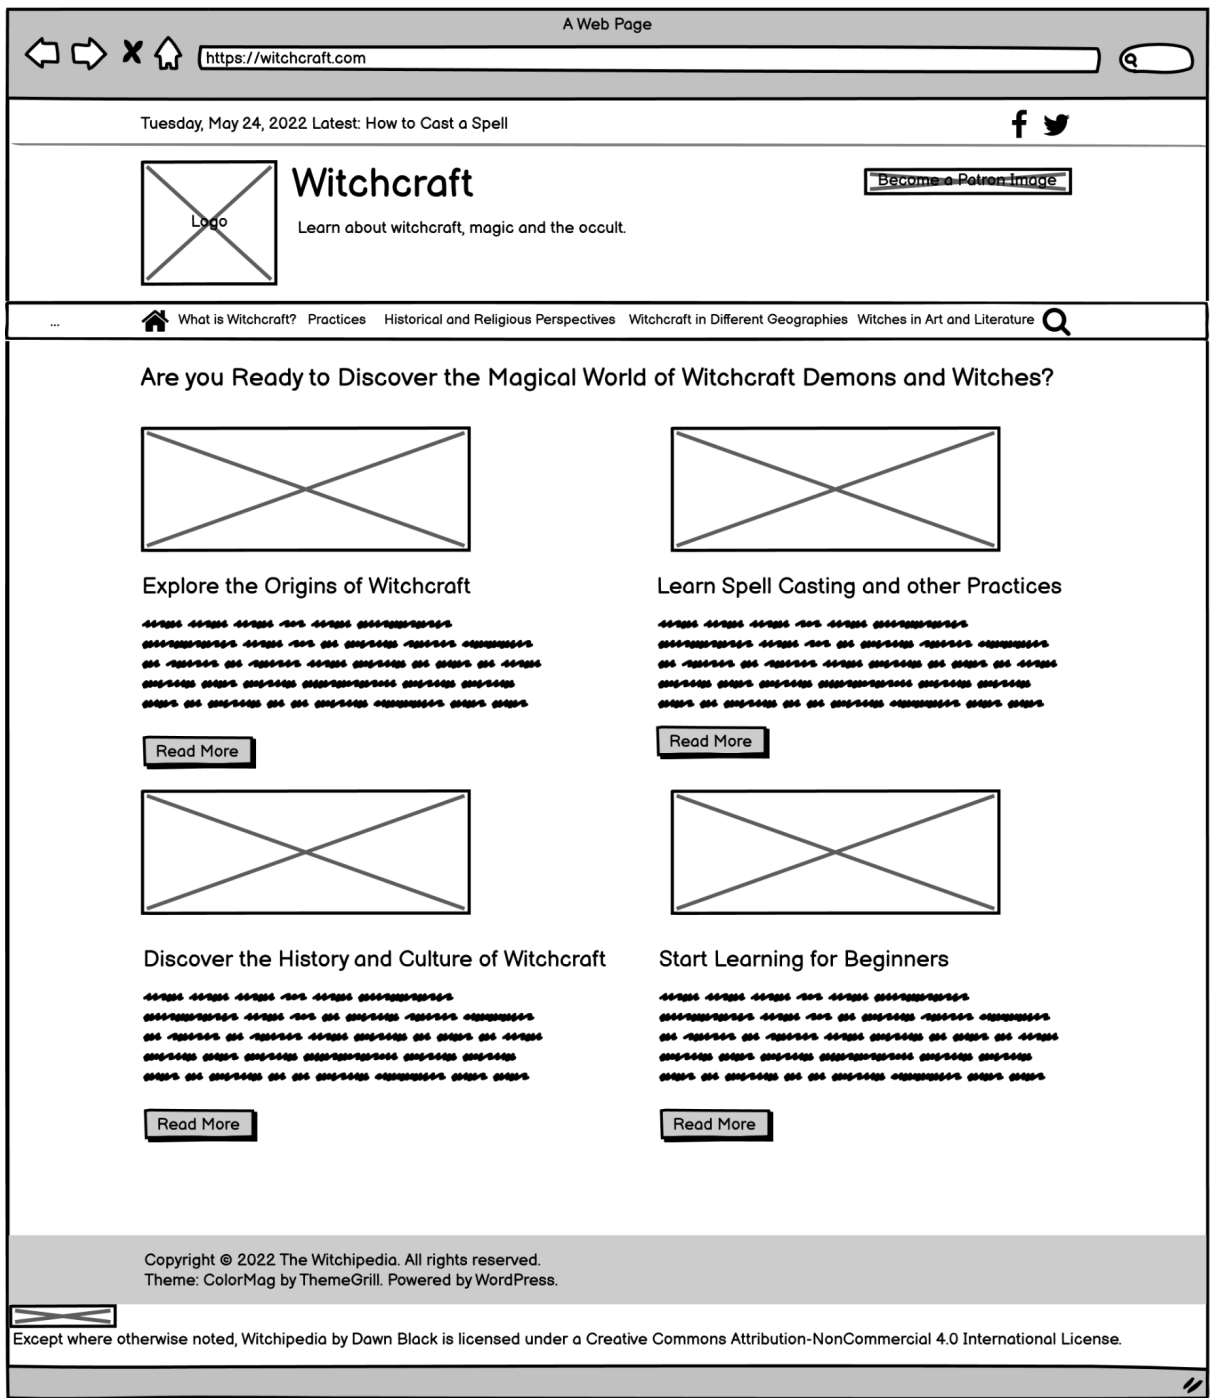 A Web Page
https://witchcraft.com
Tuesday, May 24, 2022 Latest: How to Cast a Spell
Logo
Witchcraft
Become a Patron Image
Learn about witchcraft, magic and the occult.
...
What is Witchcraft? Practices Historical and Religious Perspectives Witchcraft in Different Geographies Witches in Art and Literature
Are you Ready to Discover the Magical World of Witchcraft Demons and Witches?
Explore the Origins of Witchcraft
Read More
Learn Spell Casting and other Practices
Read More
Discover the History and Culture of Witchcraft
Read More
Start Learning for Beginners
Read More
Copyright © 2022 The Witchipedia. All rights reserved.
Theme: ColorMag by ThemeGrill. Powered by WordPress.
Except where otherwise noted, Witchipedia by Dawn Black is licensed under a Creative Commons Attribution-NonCommercial 4.0 International License.